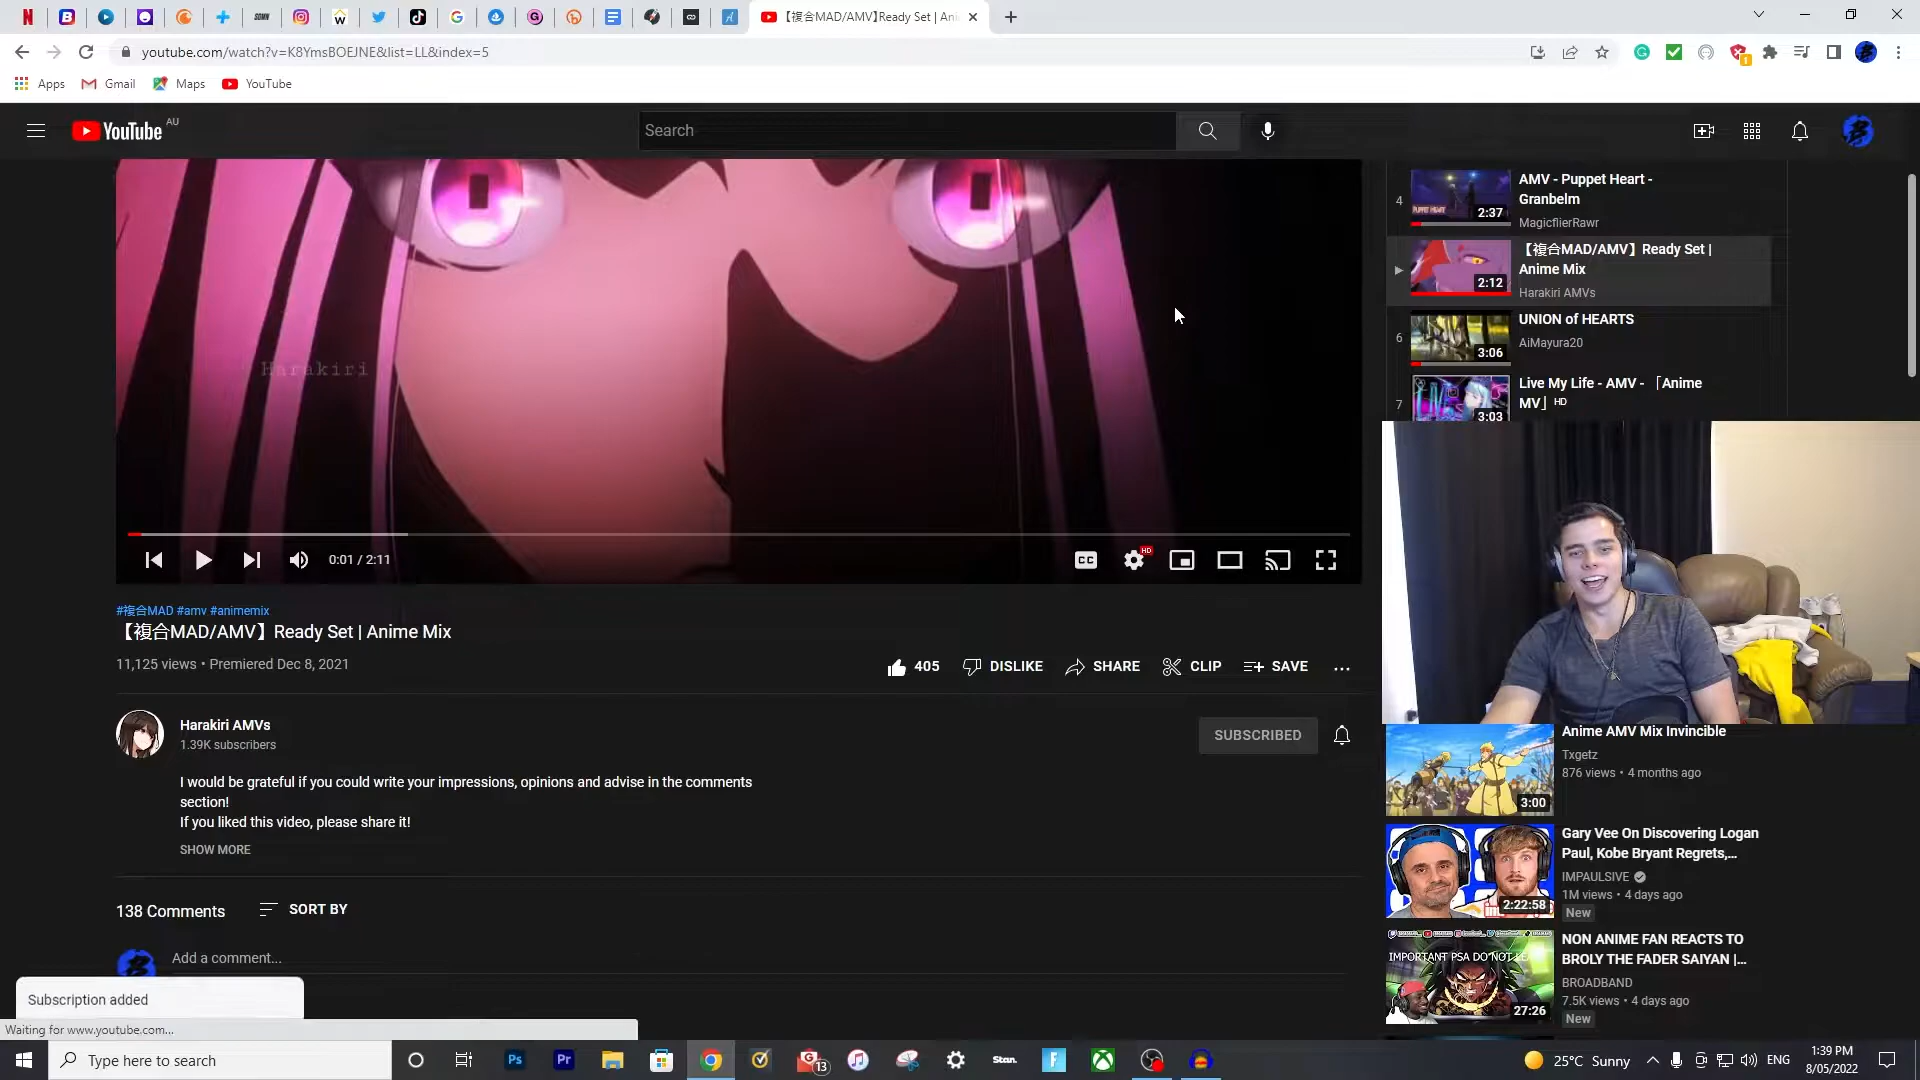 【複合MAD/AMV】Ready Set | Ani
youtube.com/watch?v=K8YmsBOEJNE&list=LL&index=5
Apps
Gmail
Maps
YouTube
YouTube
AU
Search
Harakiri
0:01 / 2:11
CC
HD
#複合MAD #amv #animemix
【複合MAD/AMV】Ready Set | Anime Mix
11,125 views • Premiered Dec 8, 2021
405
DISLIKE
SHARE
CLIP
SAVE
Harakiri AMVs
1.39K subscribers
SUBSCRIBED
I would be grateful if you could write your impressions, opinions and advise in the comments
section!
If you liked this video, please share it!
SHOW MORE
138 Comments
SORT BY
Add a comment...
Subscription added
Waiting for www.youtube.com...
4
2:37
AMV - Puppet Heart -
Granbelm
MagicflierRawr
2:12
【複合MAD/AMV】Ready Set |
Anime Mix
Harakiri AMVs
6
3:06
UNION of HEARTS
AiMayura20
7
3:03
Live My Life - AMV - 「Anime
MV」 HD
3:00
Anime AMV Mix Invincible
Txgetz
876 views • 4 months ago
2:22:58
Gary Vee On Discovering Logan
Paul, Kobe Bryant Regrets,...
IMPAULSIVE
1M views • 4 days ago
New
IMPORTANT PSA DO NOT
27:26
NON ANIME FAN REACTS TO
BROLY THE FADER SAIYAN |...
BROADBAND
7.5K views • 4 days ago
New
Type here to search
Ps
Pr
13
Stan.
25°C Sunny
ENG
1:39 PM
8/05/2022